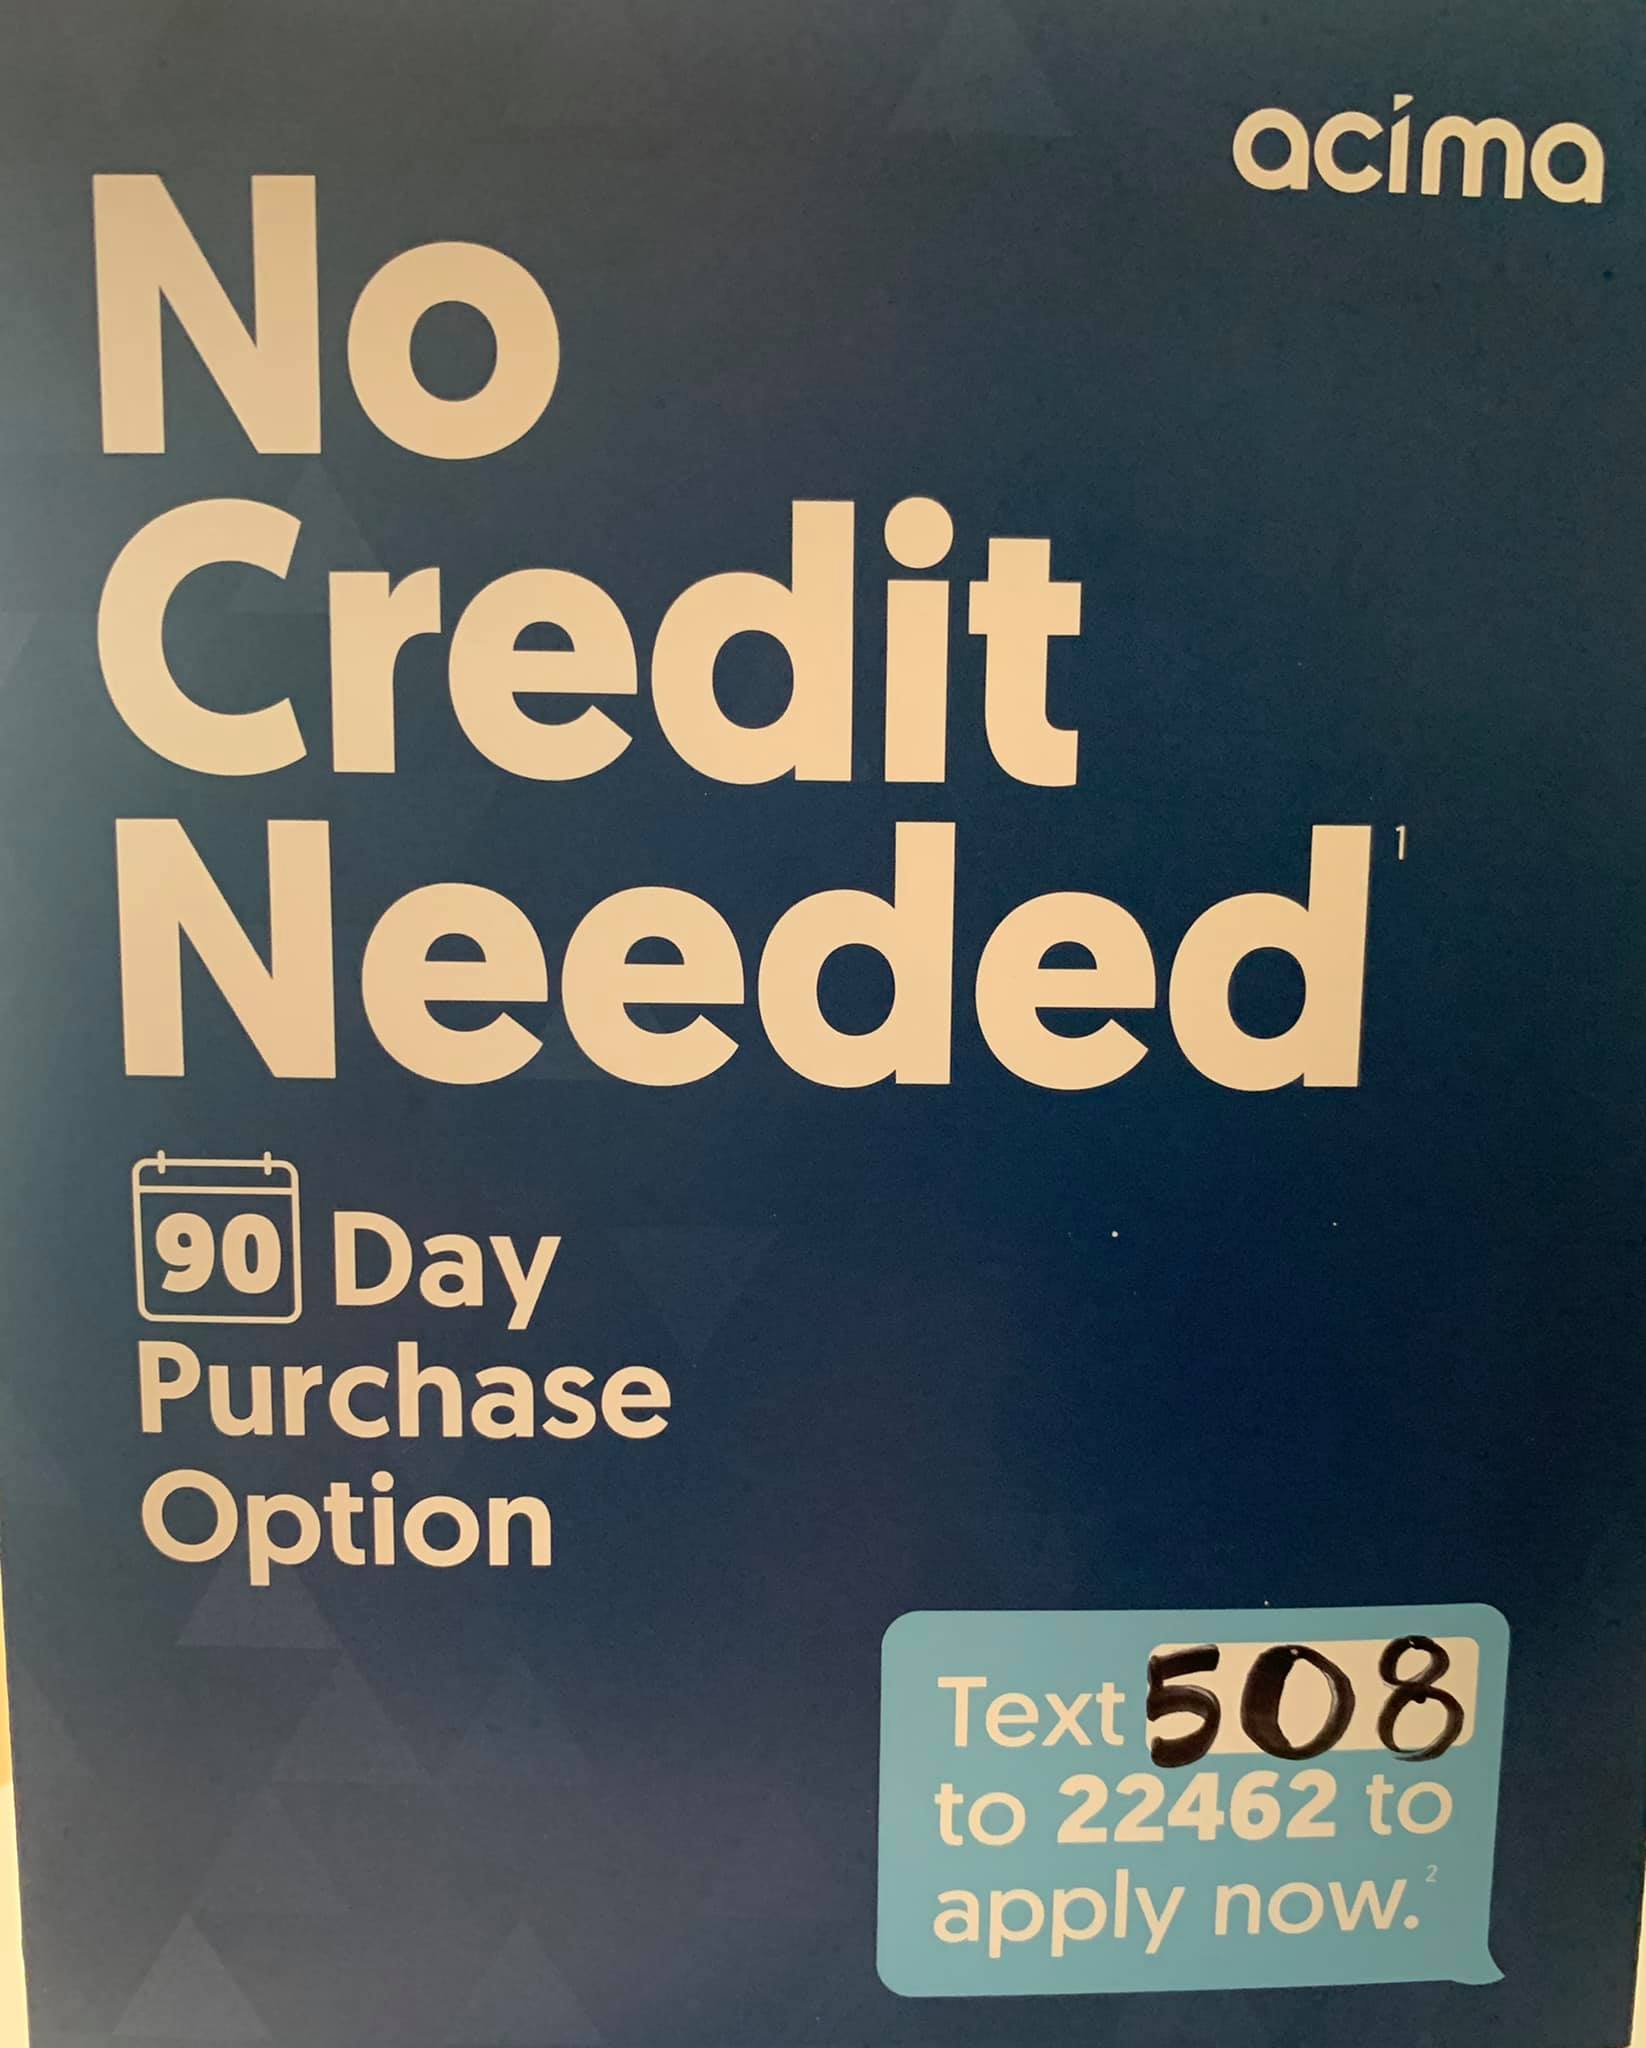 acima
No
Credit
Needed¹
90 Day
Purchase
Option
Text 508
to 22462 to
apply now.²